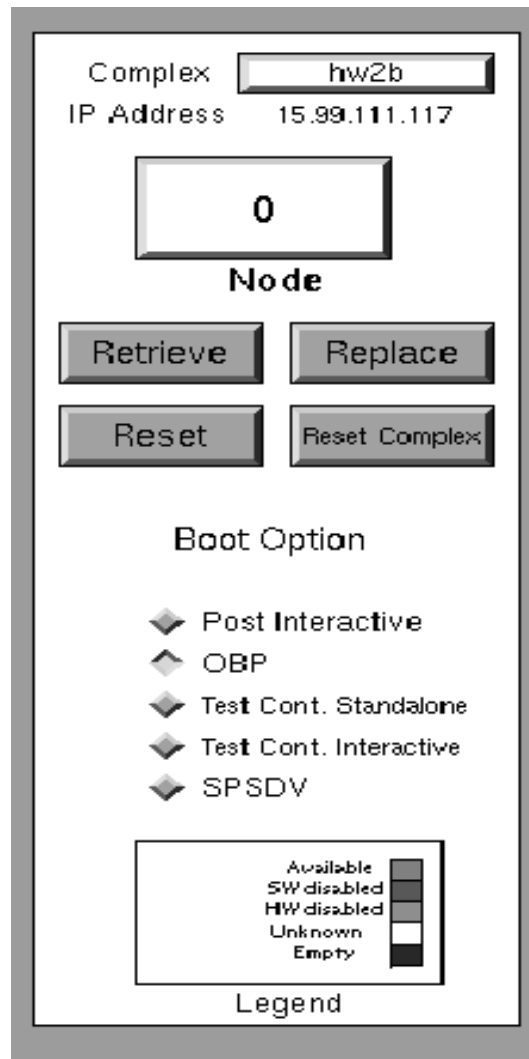 Complex hw2b
IP Address 15.99.111.117
0
Node
Retrieve Replace
Reset Reset Complex
Boot Option
Post Interactive
OBP
Test Cont. Standalone
Test Cont. Interactive
SPSDV
Available
SW disabled
HW disabled
Unknown
Empty
Legend